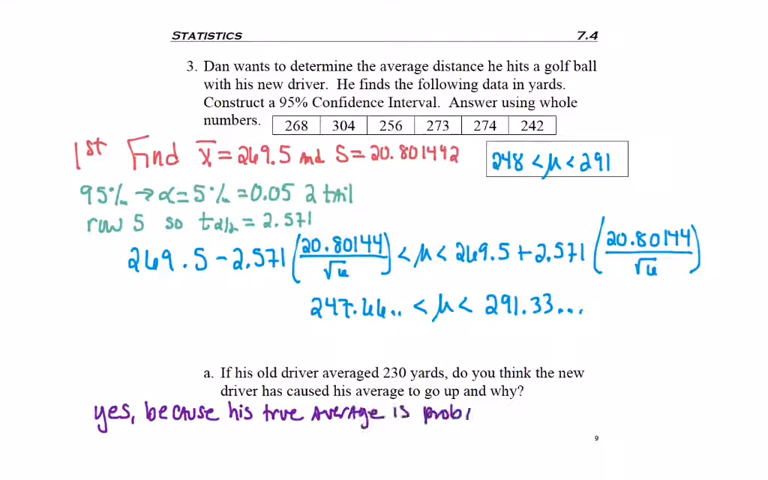 STATISTICS 7.4
3. Dan wants to determine the average distance he hits a golf ball
with his new driver. He finds the following data in yards.
Construct a 95% Confidence Interval. Answer using whole
numbers. 268 304 256 273 274 242
1st Find x̄ = 269.5 and S = 20.801442
248 < μ < 291
95% → α = 5% = 0.05 2 tail
row 5 so tα/2 = 2.571
269.5 - 2.571 (20.80144/√6) < μ < 269.5 + 2.571 (20.80144/√6)
247.66.. < μ < 291.33...
a. If his old driver averaged 230 yards, do you think the new
driver has caused his average to go up and why?
yes, because his true average is prob
9